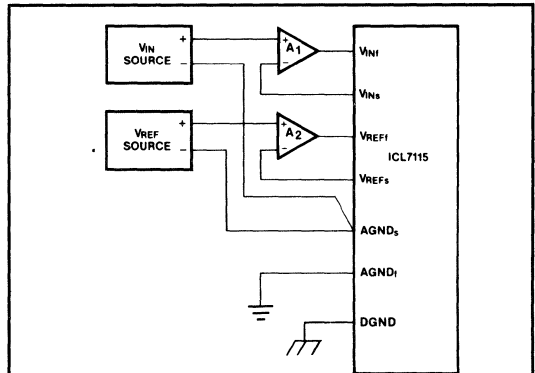 VIN
SOURCE
+
−
+
A1
−
VINf
VINs
VREF
SOURCE
+
−
+
A2
−
VREFf
ICL7115
VREFs
AGNDs
AGNDf
DGND